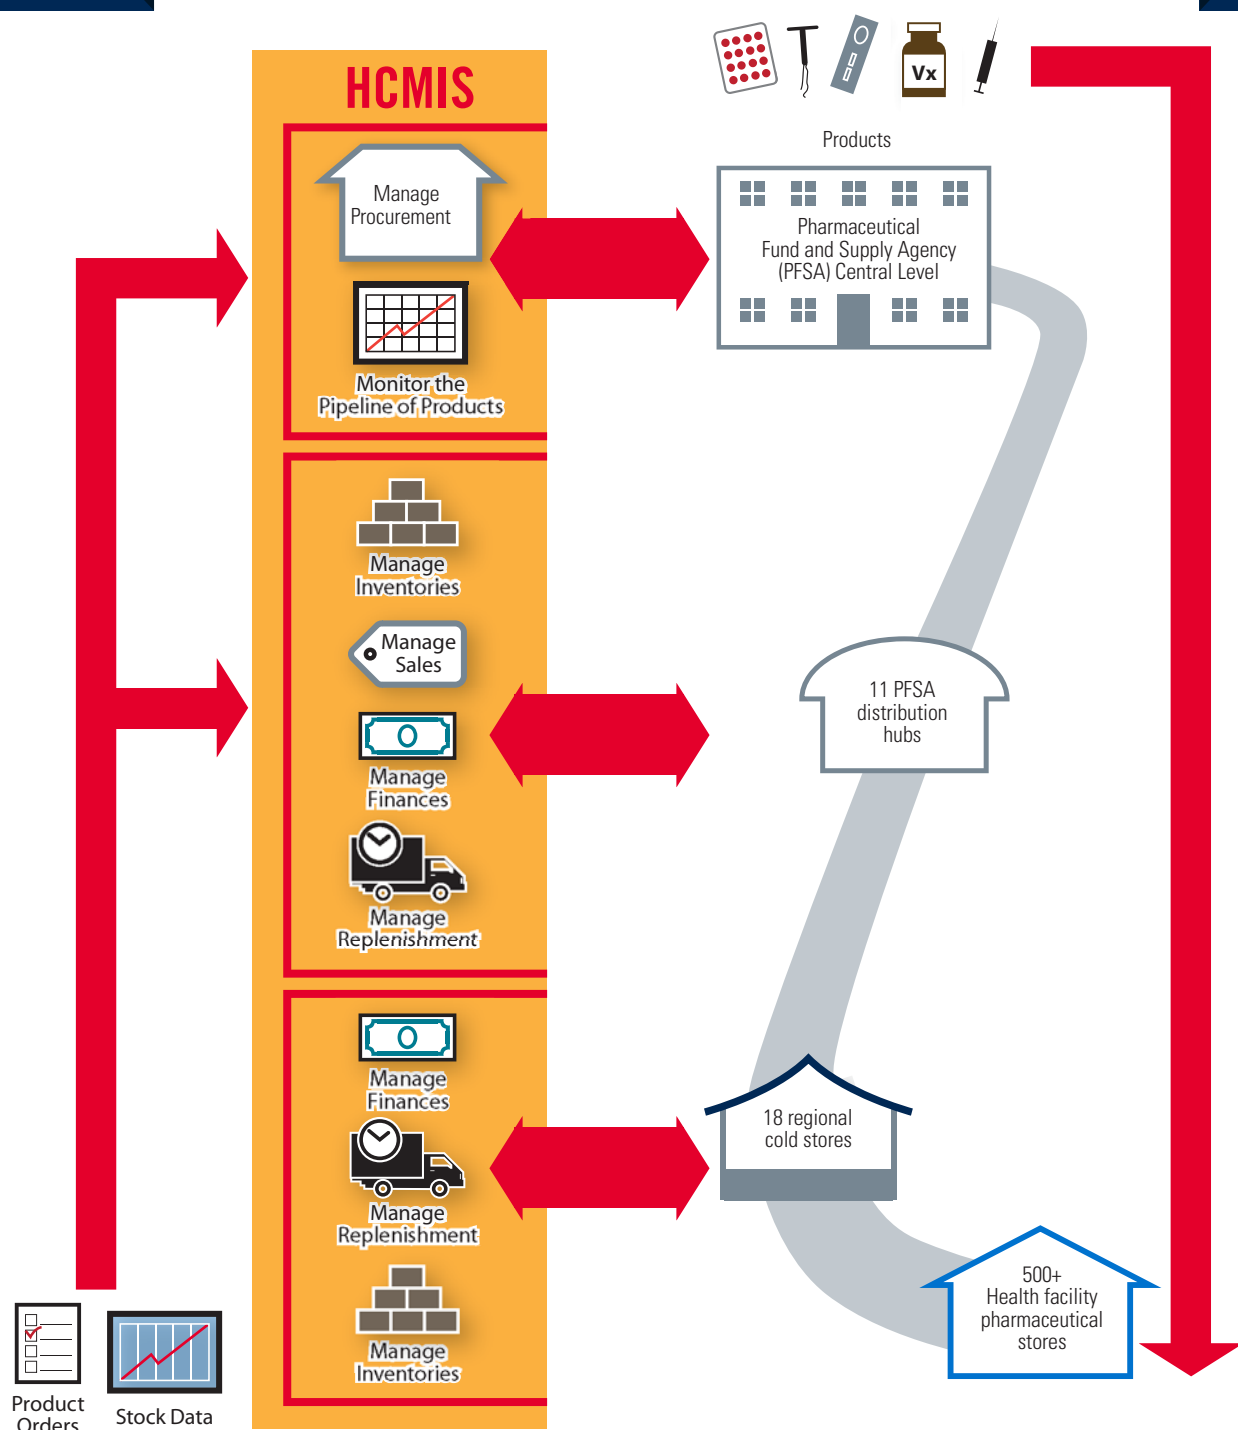 HCMIS
Vx
Products
Manage
Procurement
Pharmaceutical
Fund and Supply Agency
(PFSA) Central Level
Monitor the
Pipeline of Products
Manage
Inventories
Manage
Sales
11 PFSA
distribution
hubs
Manage
Finances
Manage
Replenishment
Manage
Finances
18 regional
cold stores
Manage
Replenishment
500+
Health facility
pharmaceutical
stores
Manage
Inventories
Product
Orders
Stock Data